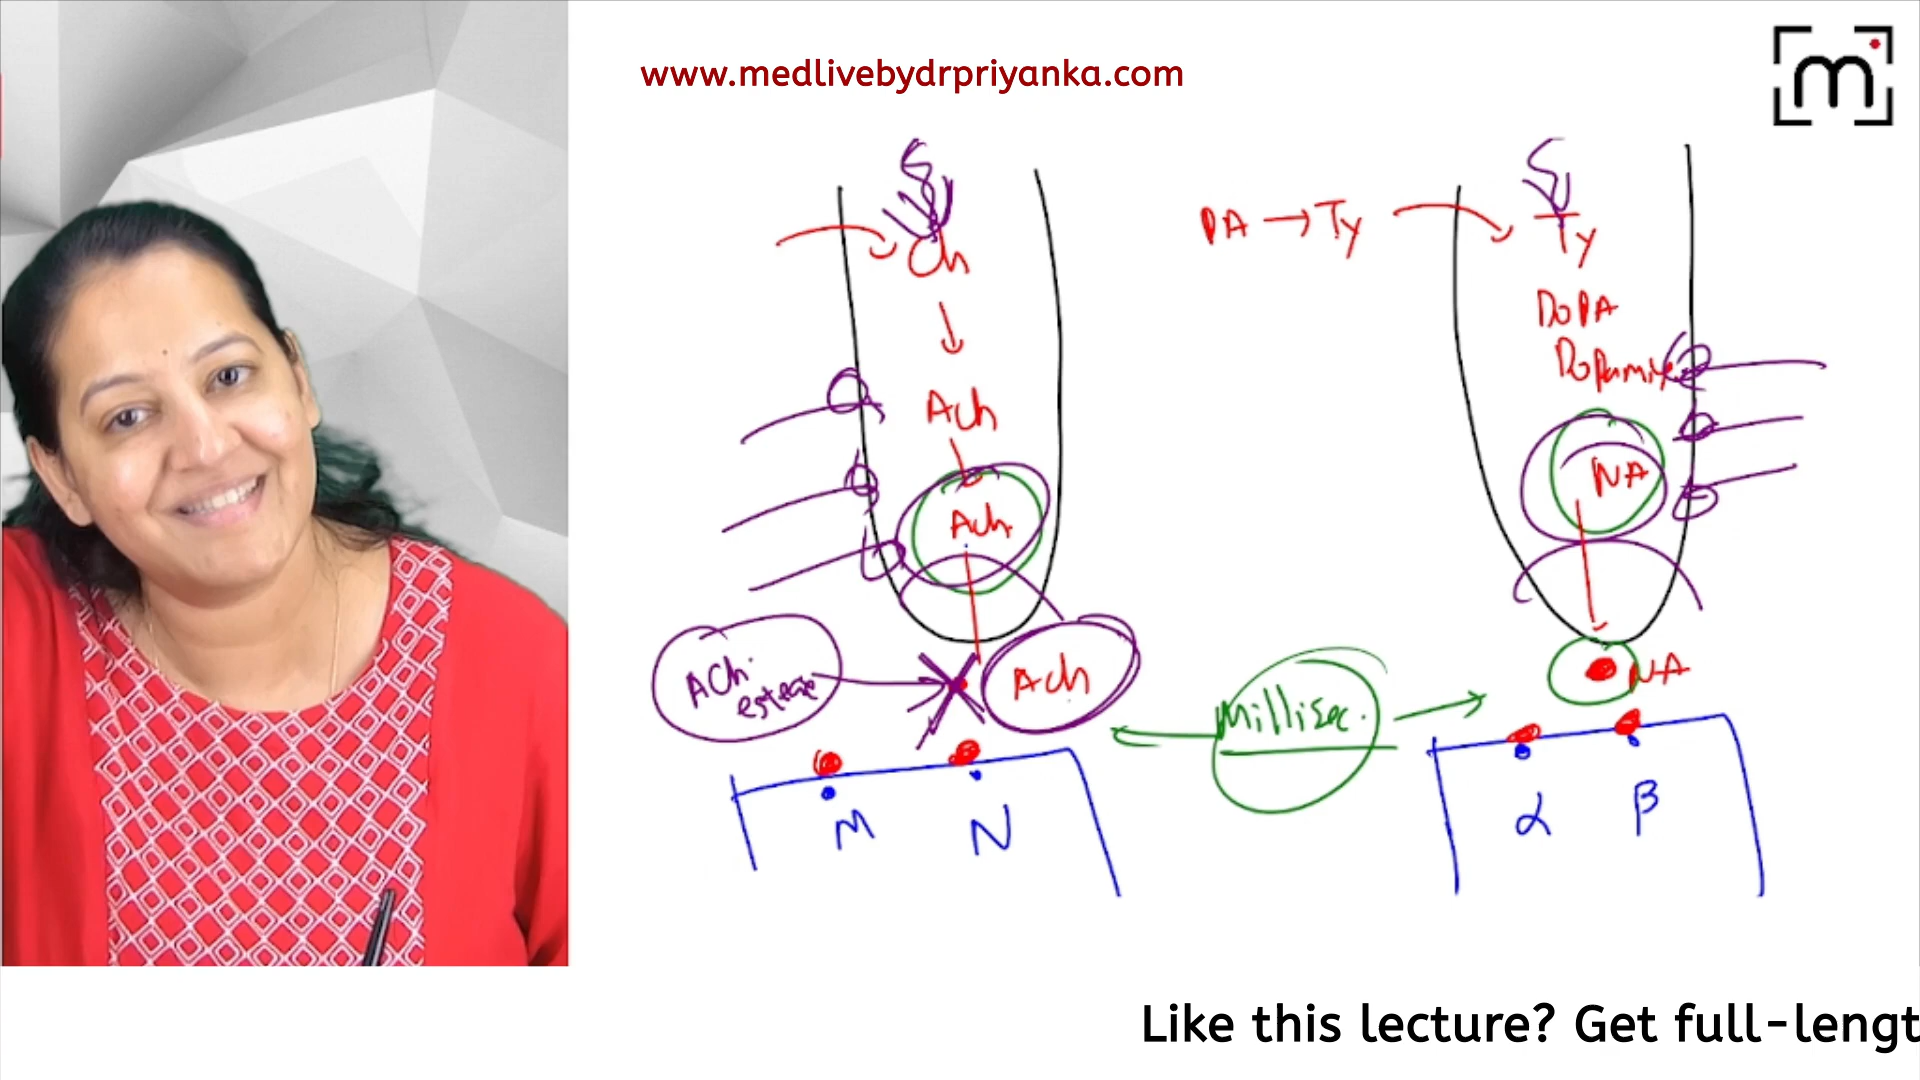 www.medlivebydrpriyanka.com
m
Ch
Ach
Ach
ACh
esterase
Ach
M
N
Millisec.
PA → Ty
Ty
DOPA
Dopamine
NA
NA
α
β
Like this lecture? Get full-lengt